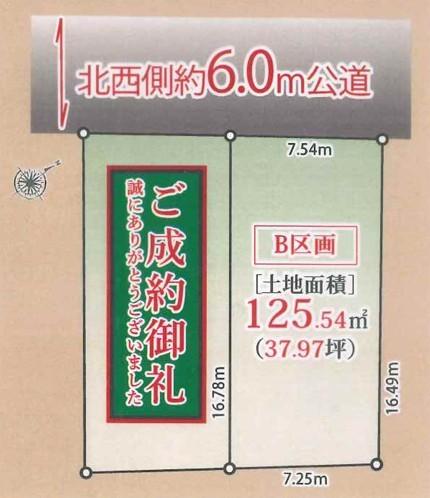 北西側約6.0m公道
7.54m
ご成約御礼
誠にありがとうございました
B区画
[土地面積]
125.54㎡
(37.97坪)
16.78m
16.49m
7.25m